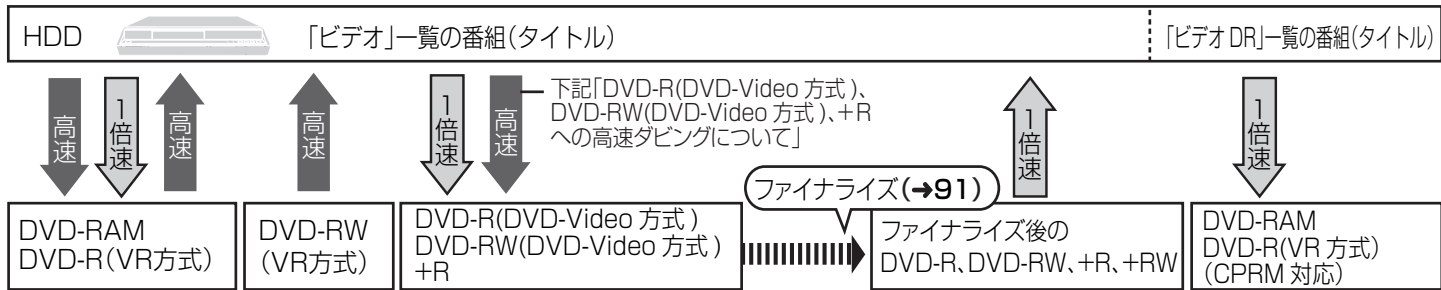 HDD
「ビデオ」一覧の番組(タイトル)
「ビデオ DR」一覧の番組(タイトル)
高速
1倍速
高速
高速
1倍速
高速
下記「DVD-R(DVD-Video 方式 )、
DVD-RW(DVD-Video 方式 )、+R
への高速ダビングについて」
1倍速
1倍速
ファイナライズ(➔91)
DVD-RAM
DVD-R(VR方式)
DVD-RW
(VR方式)
DVD-R(DVD-Video 方式 )
DVD-RW(DVD-Video 方式 )
+R
ファイナライズ後の
DVD-R、DVD-RW、+R、+RW
DVD-RAM
DVD-R(VR 方式)
(CPRM 対応)